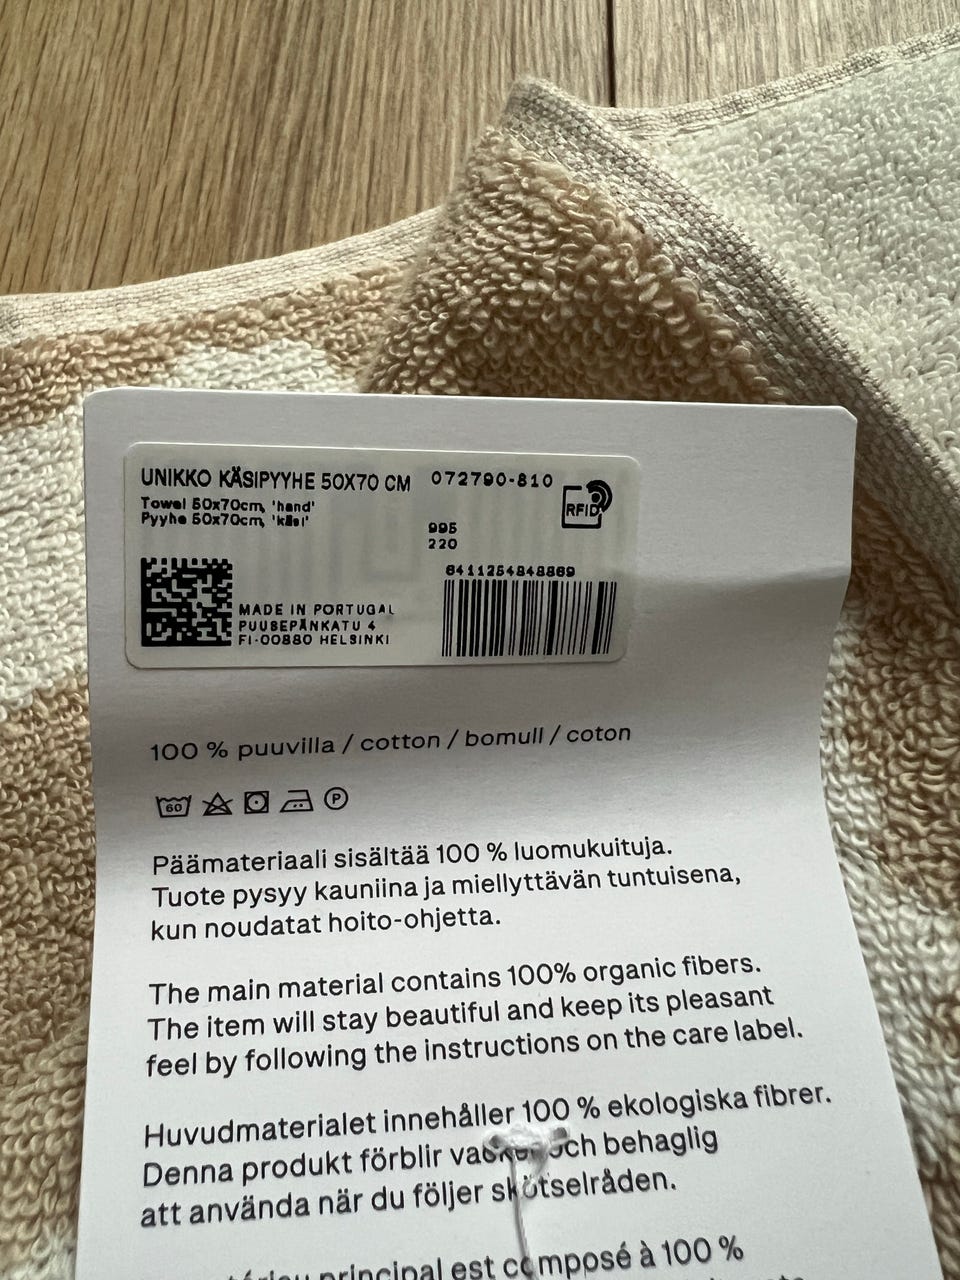 UNIKKO KÄSIPYYHE 50X70 CM 072790-810
Towel 50x70cm, 'hand'
Pyyhe 50x70cm, 'käsi'
RFID
995
220
6411254848869
MADE IN PORTUGAL
PUUSEPÄNKATU 4
FI-00880 HELSINKI
100 % puuvilla / cotton / bomull / coton
60
P
Päämateriaali sisältää 100 % luomukuituja.
Tuote pysyy kauniina ja miellyttävän tuntuisena,
kun noudatat hoito-ohjetta.
The main material contains 100% organic fibers.
The item will stay beautiful and keep its pleasant
feel by following the instructions on the care label.
Huvudmaterialet innehåller 100 % ekologiska fibrer.
Denna produkt förblir vacker och behaglig
att använda när du följer skötselråden.
principal est composé à 100 %